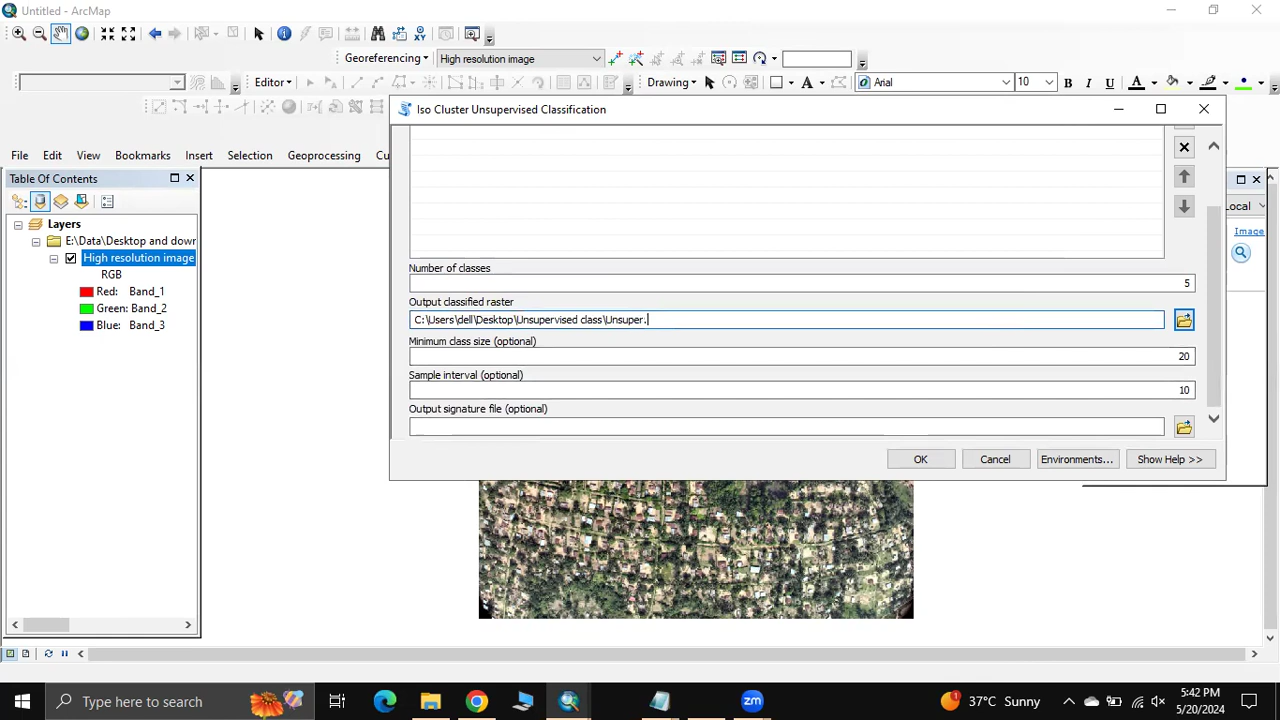 Untitled - ArcMap
Georeferencing
High resolution image
Editor
Drawing
Arial
10
B
I
U
A
Iso Cluster Unsupervised Classification
File
Edit
View
Bookmarks
Insert
Selection
Geoprocessing
Cu
Table Of Contents
Layers
E:\Data\Desktop and down
High resolution image
RGB
Red: Band_1
Green: Band_2
Blue: Band_3
Local
Image
Number of classes
5
Output classified raster
C:\Users\dell\Desktop\Unsupervised class\Unsuper.
Minimum class size (optional)
20
Sample interval (optional)
10
Output signature file (optional)
OK
Cancel
Environments...
Show Help >>
Type here to search
zm
1
37°C Sunny
5:42 PM
5/20/2024